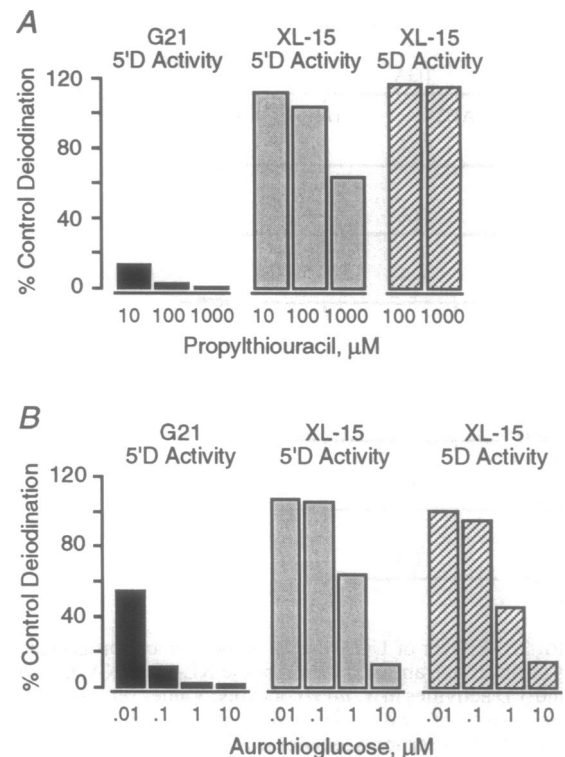 A
G21
5'D Activity
XL-15
5'D Activity
XL-15
5D Activity
% Control Deiodination
120
80
40
0
10 100 1000
10 100 1000
100 1000
Propylthiouracil, μM
B
G21
5'D Activity
XL-15
5'D Activity
XL-15
5D Activity
% Control Deiodination
120
80
40
0
.01 .1 1 10
.01 .1 1 10
.01 .1 1 10
Aurothioglucose, μM